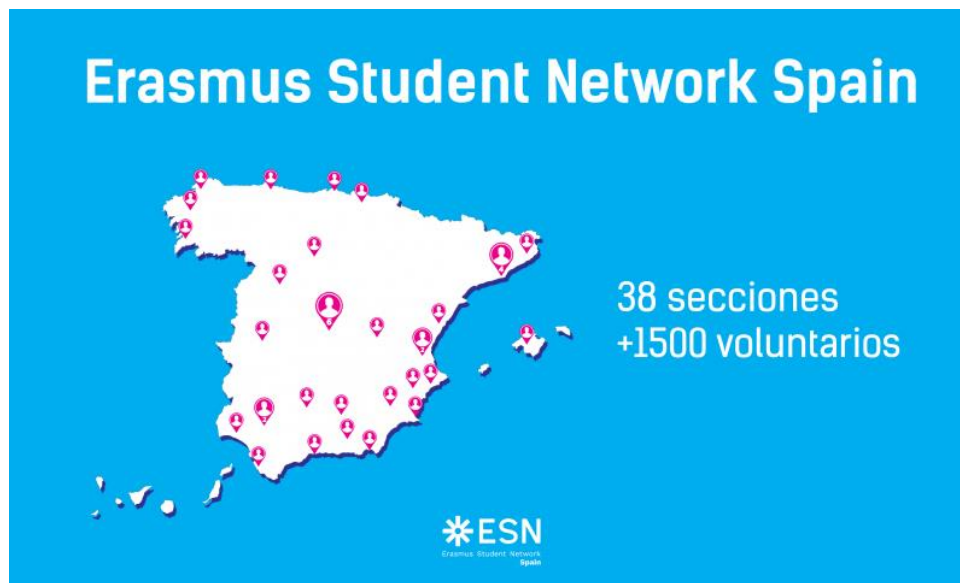 Erasmus Student Network Spain
38 secciones
+1500 voluntarios
ESN
Erasmus Student Network
Spain